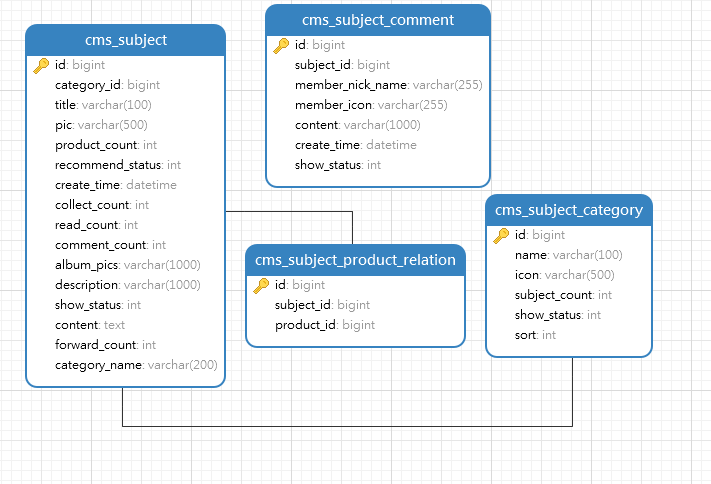 cms_subject
id: bigint
category_id: bigint
title: varchar(100)
pic: varchar(500)
product_count: int
recommend_status: int
create_time: datetime
collect_count: int
read_count: int
comment_count: int
album_pics: varchar(1000)
description: varchar(1000)
show_status: int
content: text
forward_count: int
category_name: varchar(200)
cms_subject_comment
id: bigint
subject_id: bigint
member_nick_name: varchar(255)
member_icon: varchar(255)
content: varchar(1000)
create_time: datetime
show_status: int
cms_subject_product_relation
id: bigint
subject_id: bigint
product_id: bigint
cms_subject_category
id: bigint
name: varchar(100)
icon: varchar(500)
subject_count: int
show_status: int
sort: int